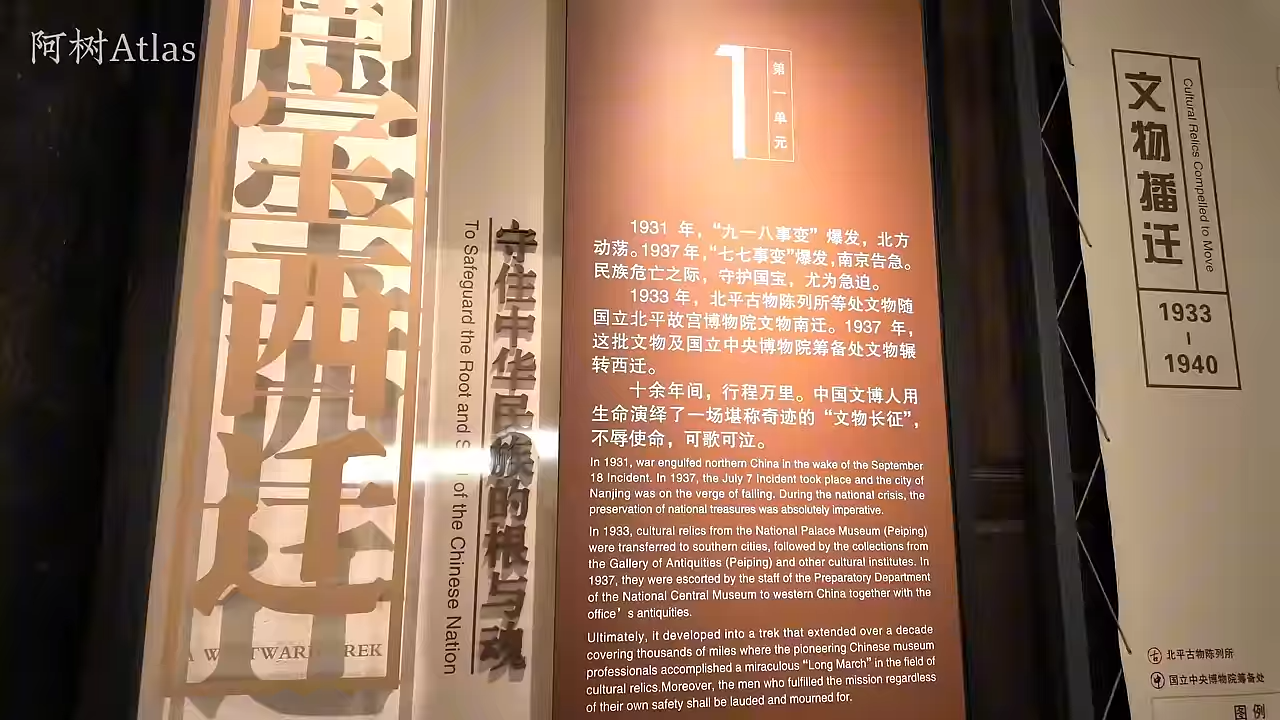 阿树Atlas
宝西迁
A WESTWARD TREK
守住中华民族的根与魂
To Safeguard the Root and S l of the Chinese Nation
1
第一单元
1931 年，“九一八事变” 爆发，北方
动荡。1937年，“七七事变”爆发，南京告急。
民族危亡之际，守护国宝，尤为急迫。
1933 年，北平古物陈列所等处文物随
国立北平故宫博物院文物南迁。1937 年，
这批文物及国立中央博物院筹备处文物辗
转西迁。
十余年间，行程万里。中国文博人用
生命演绎了一场堪称奇迹的 “文物长征”，
不辱使命，可歌可泣。
In 1931, war engulfed northern China in the wake of the September
18 Incident. In 1937, the July 7 Incident took place and the city of
Nanjing was on the verge of falling. During the national crisis, the
preservation of national treasures was absolutely imperative.
In 1933, cultural relics from the National Palace Museum (Peiping)
were transferred to southern cities, followed by the collections from
the Gallery of Antiquities (Peiping) and other cultural institutes. In
1937, they were escorted by the staff of the Preparatory Department
of the National Central Museum to western China together with the
office’s antiquities.
Ultimately, it developed into a trek that extended over a decade
covering thousands of miles where the pioneering Chinese museum
professionals accomplished a miraculous “Long March” in the field of
cultural relics.Moreover, the men who fulfilled the mission regardless
of their own safety shall be lauded and mourned for.
文物播迁
Cultural Relics Compelled to Move
1933
–
1940
古 北平古物陈列所
中 国立中央博物院筹备处
图例